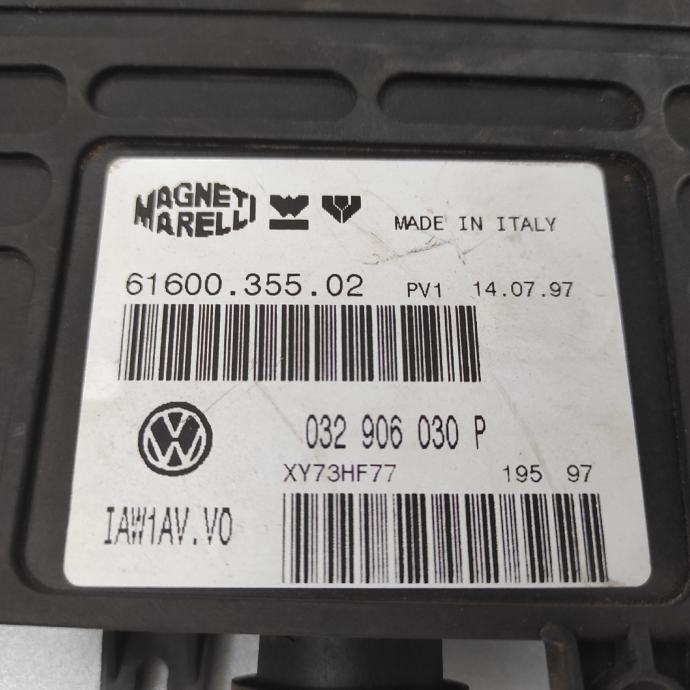 MAGNETI MARELLI
MADE IN ITALY
61600.355.02 PV1 14.07.97
032 906 030 P
XY73HF77 195 97
IAW1AV.V0